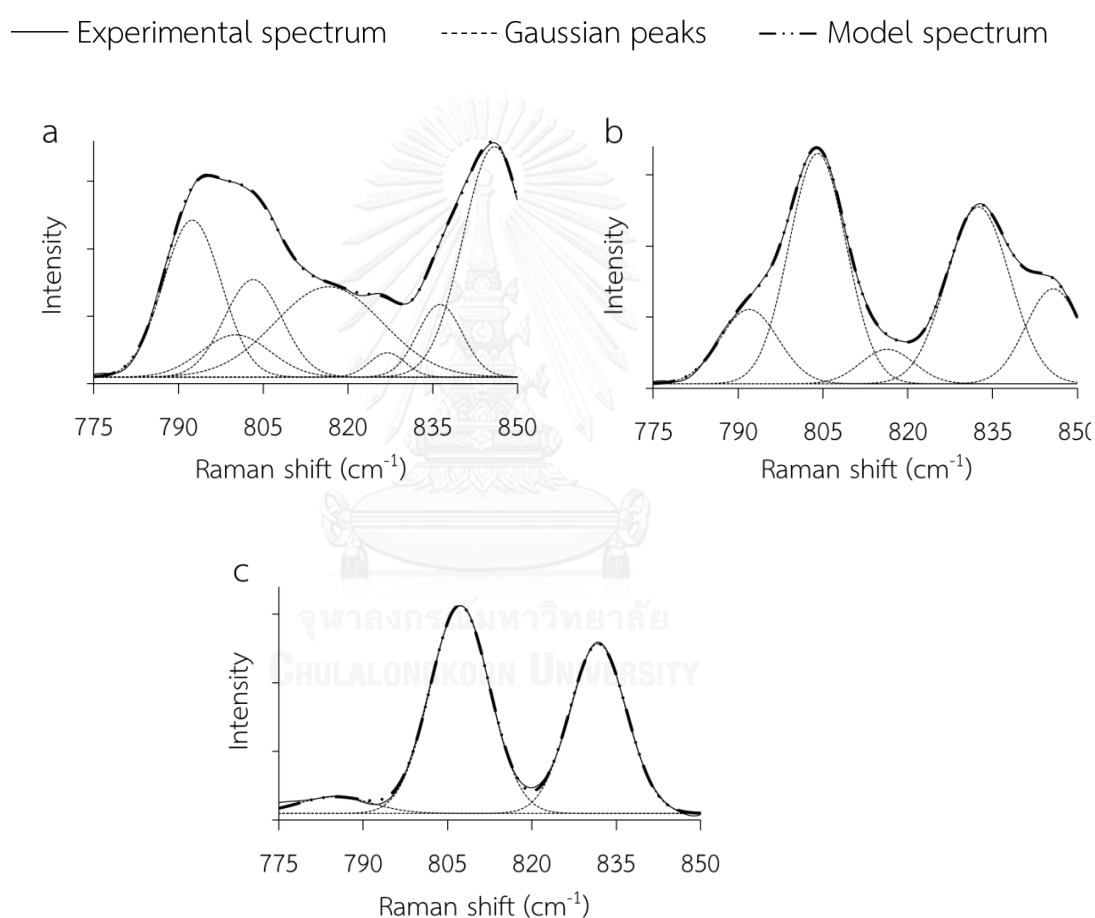 Experimental spectrum Gaussian peaks Model spectrum
a
Intensity
775 790 805 820 835 850
Raman shift (cm-1)
b
Intensity
775 790 805 820 835 850
Raman shift (cm-1)
c
Intensity
775 790 805 820 835 850
Raman shift (cm-1)
จุฬาลงกรณ์มหาวิทยาลัย
CHULALONGKORN UNIVERSITY